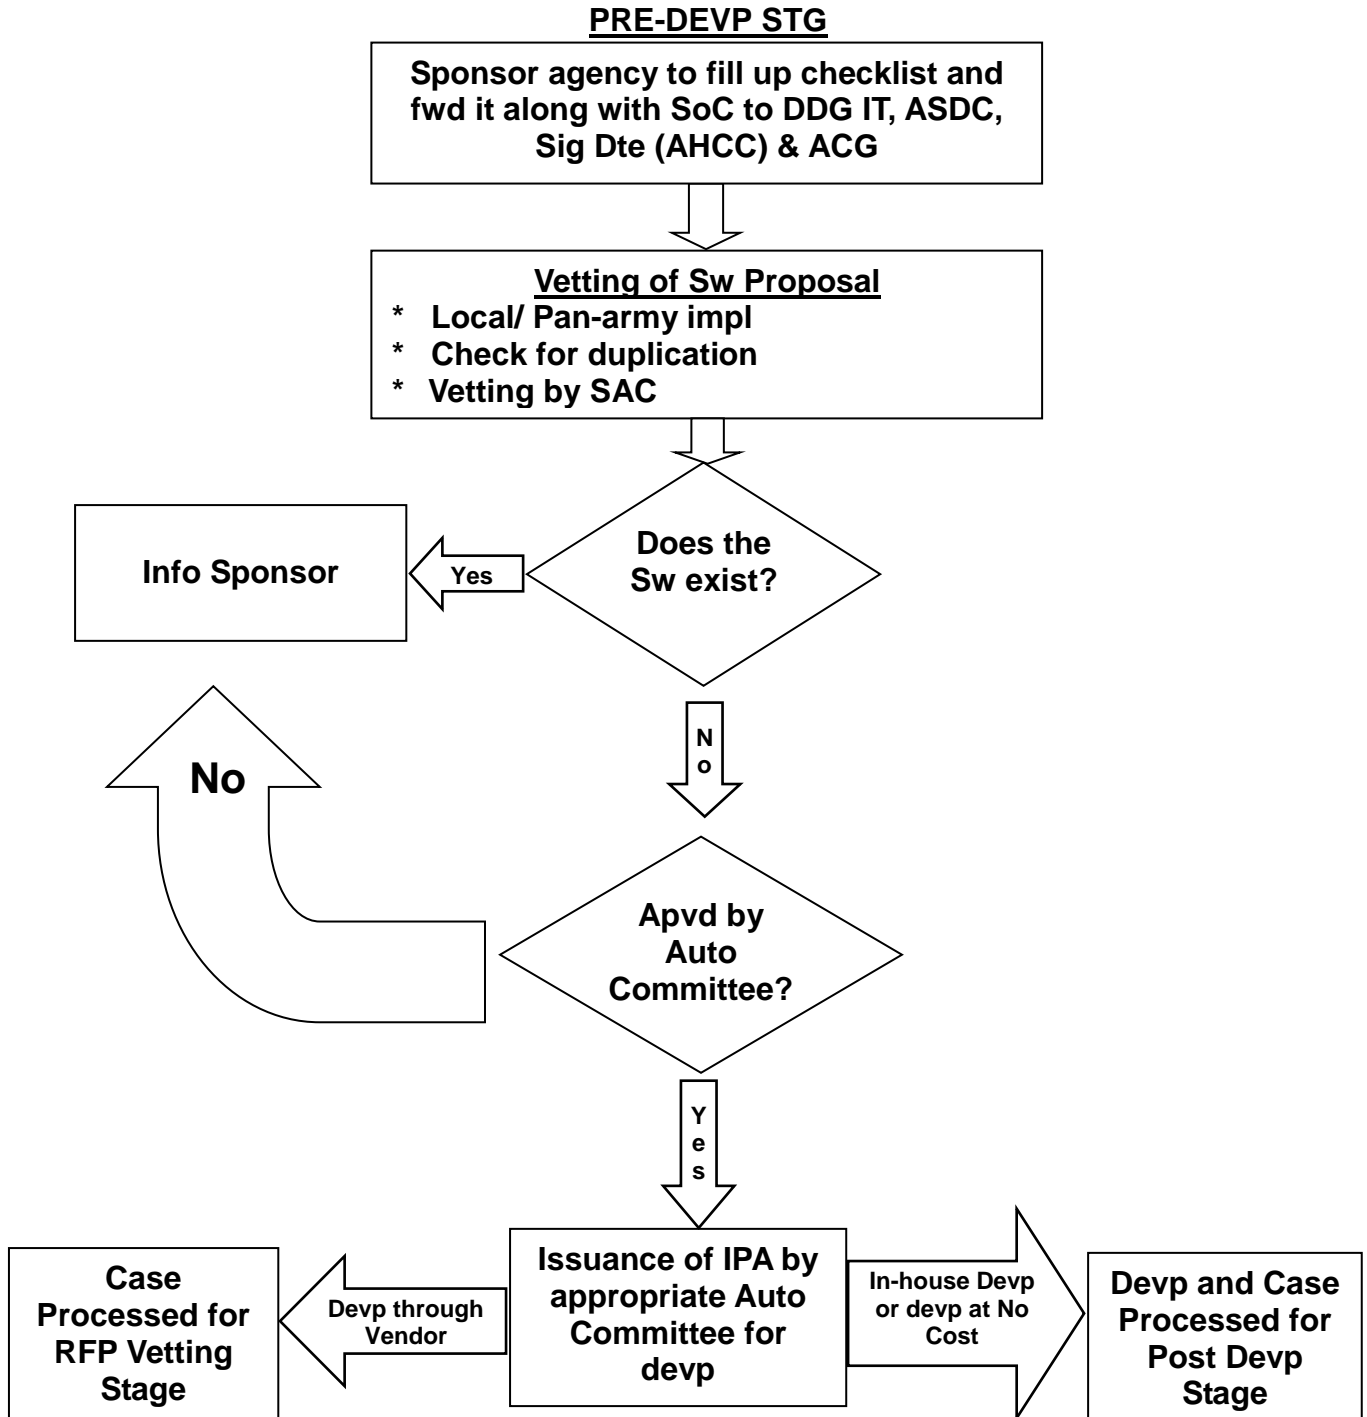 PRE-DEVP STG
Sponsor agency to fill up checklist and
fwd it along with SoC to DDG IT, ASDC,
Sig Dte (AHCC) & ACG
Vetting of Sw Proposal
* Local/ Pan-army impl
* Check for duplication
* Vetting by SAC
Does the
Sw exist?
Yes
Info Sponsor
No
No
Apvd by
Auto
Committee?
Yes
Issuance of IPA by
appropriate Auto
Committee for
devp
Devp through
Vendor
Case
Processed for
RFP Vetting
Stage
In-house Devp
or devp at No
Cost
Devp and Case
Processed for
Post Devp
Stage